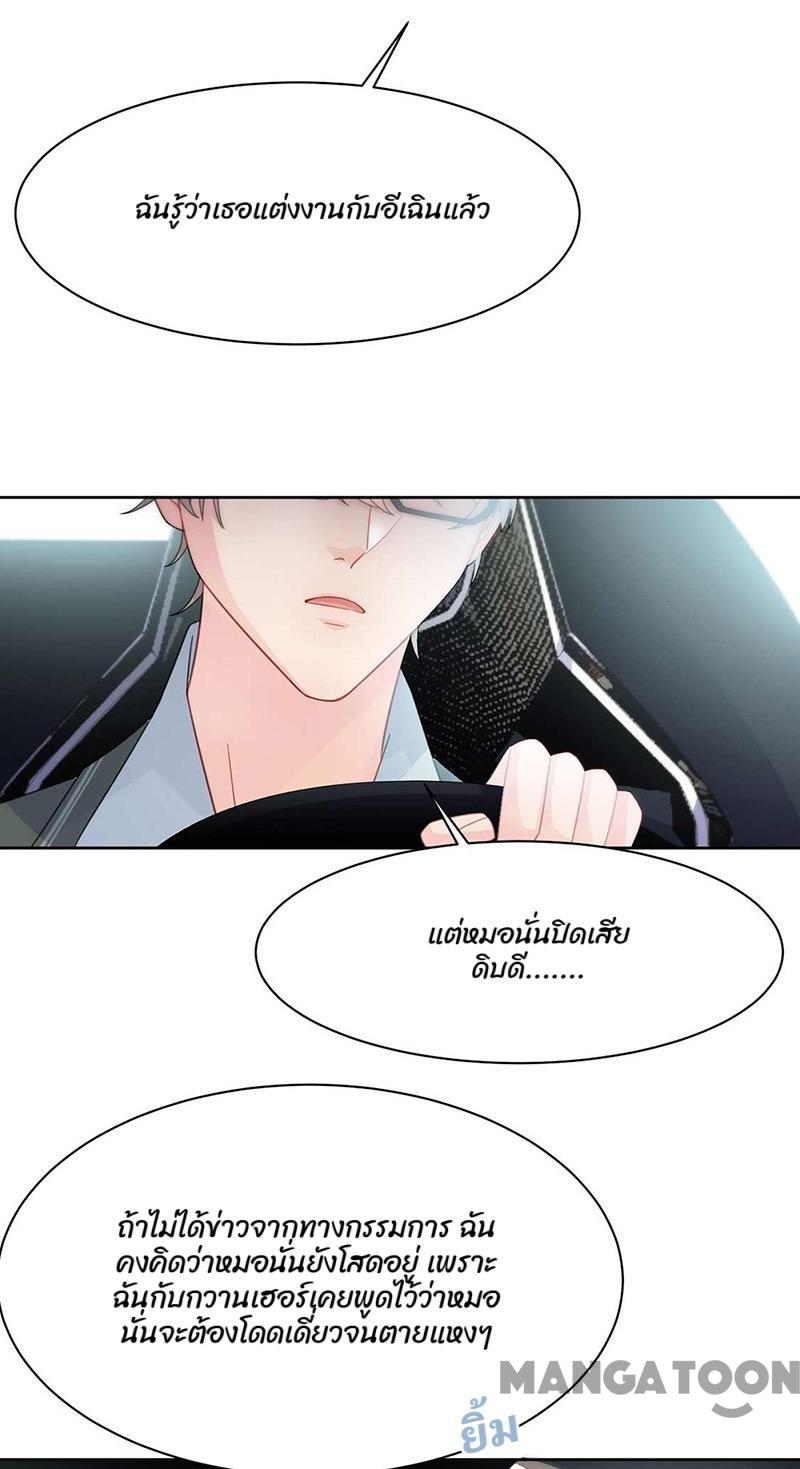 ฉันรู้ว่าเธอแต่งงานกับอีเฉินแล้ว
แต่หมอนั่นปิดเสีย
ดิบดี.......
ถ้าไม่ได้ข่าวจากทางกรรมการ ฉัน
คงคิดว่าหมอนั่นยังโสดอยู่ เพราะ
ฉันกับกวานเฮอร์เคยพูดไว้ว่าหมอ
นั่นจะต้องโดดเดี่ยวจนตายแหงๆ
MANGATOON
ยิ้ม